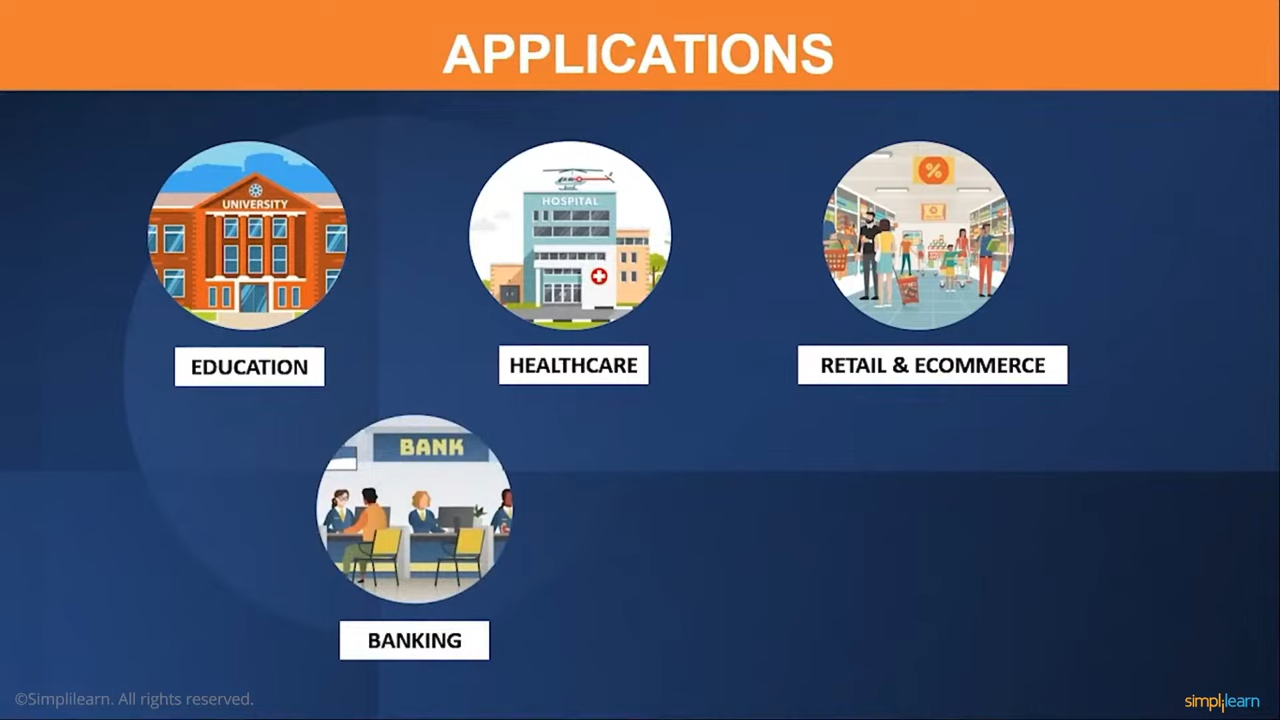 APPLICATIONS
UNIVERSITY
HOSPITAL
%
EDUCATION
HEALTHCARE
RETAIL & ECOMMERCE
BANK
BANKING
©Simplilearn. All rights reserved.
simplilearn